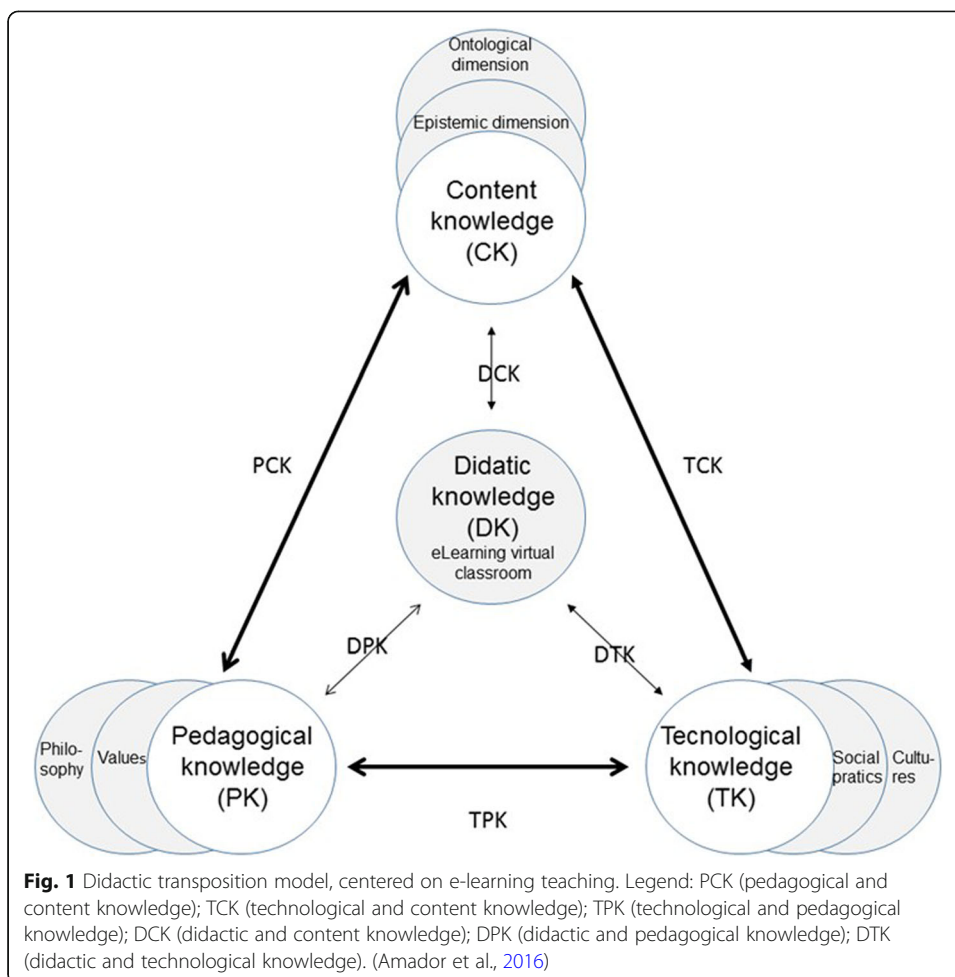 Ontological
dimension
Epistemic dimension
Content
knowledge
(CK)
DCK
PCK
TCK
Didatic
knowledge
(DK)
eLearning virtual
classroom
DPK
DTK
Philo-
sophy
Values
Pedagogical
knowledge
(PK)
Tecnological
knowledge
(TK)
Social
pratics
Cultu-
res
TPK
Fig. 1 Didactic transposition model, centered on e-learning teaching. Legend: PCK (pedagogical and
content knowledge); TCK (technological and content knowledge); TPK (technological and pedagogical
knowledge); DCK (didactic and content knowledge); DPK (didactic and pedagogical knowledge); DTK
(didactic and technological knowledge). (Amador et al., 2016)